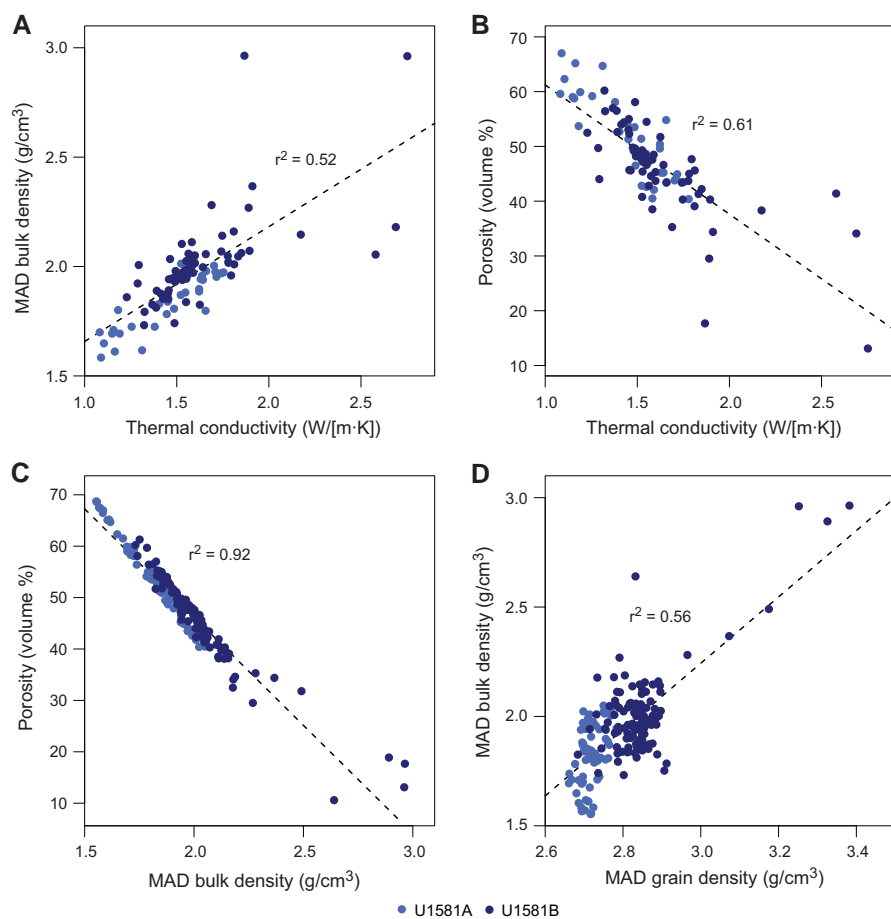 A
3.0
2.5
2.0
1.5
MAD bulk density (g/cm³)
r² = 0.52
1.0
1.5
2.0
2.5
Thermal conductivity (W/[m·K])
B
70
60
50
40
30
20
10
Porosity (volume %)
r² = 0.61
1.0
1.5
2.0
2.5
Thermal conductivity (W/[m·K])
C
70
60
50
40
30
20
10
Porosity (volume %)
r² = 0.92
1.5
2.0
2.5
3.0
MAD bulk density (g/cm³)
D
3.0
2.5
2.0
1.5
MAD bulk density (g/cm³)
r² = 0.56
2.6
2.8
3.0
3.2
3.4
MAD grain density (g/cm³)
U1581A U1581B